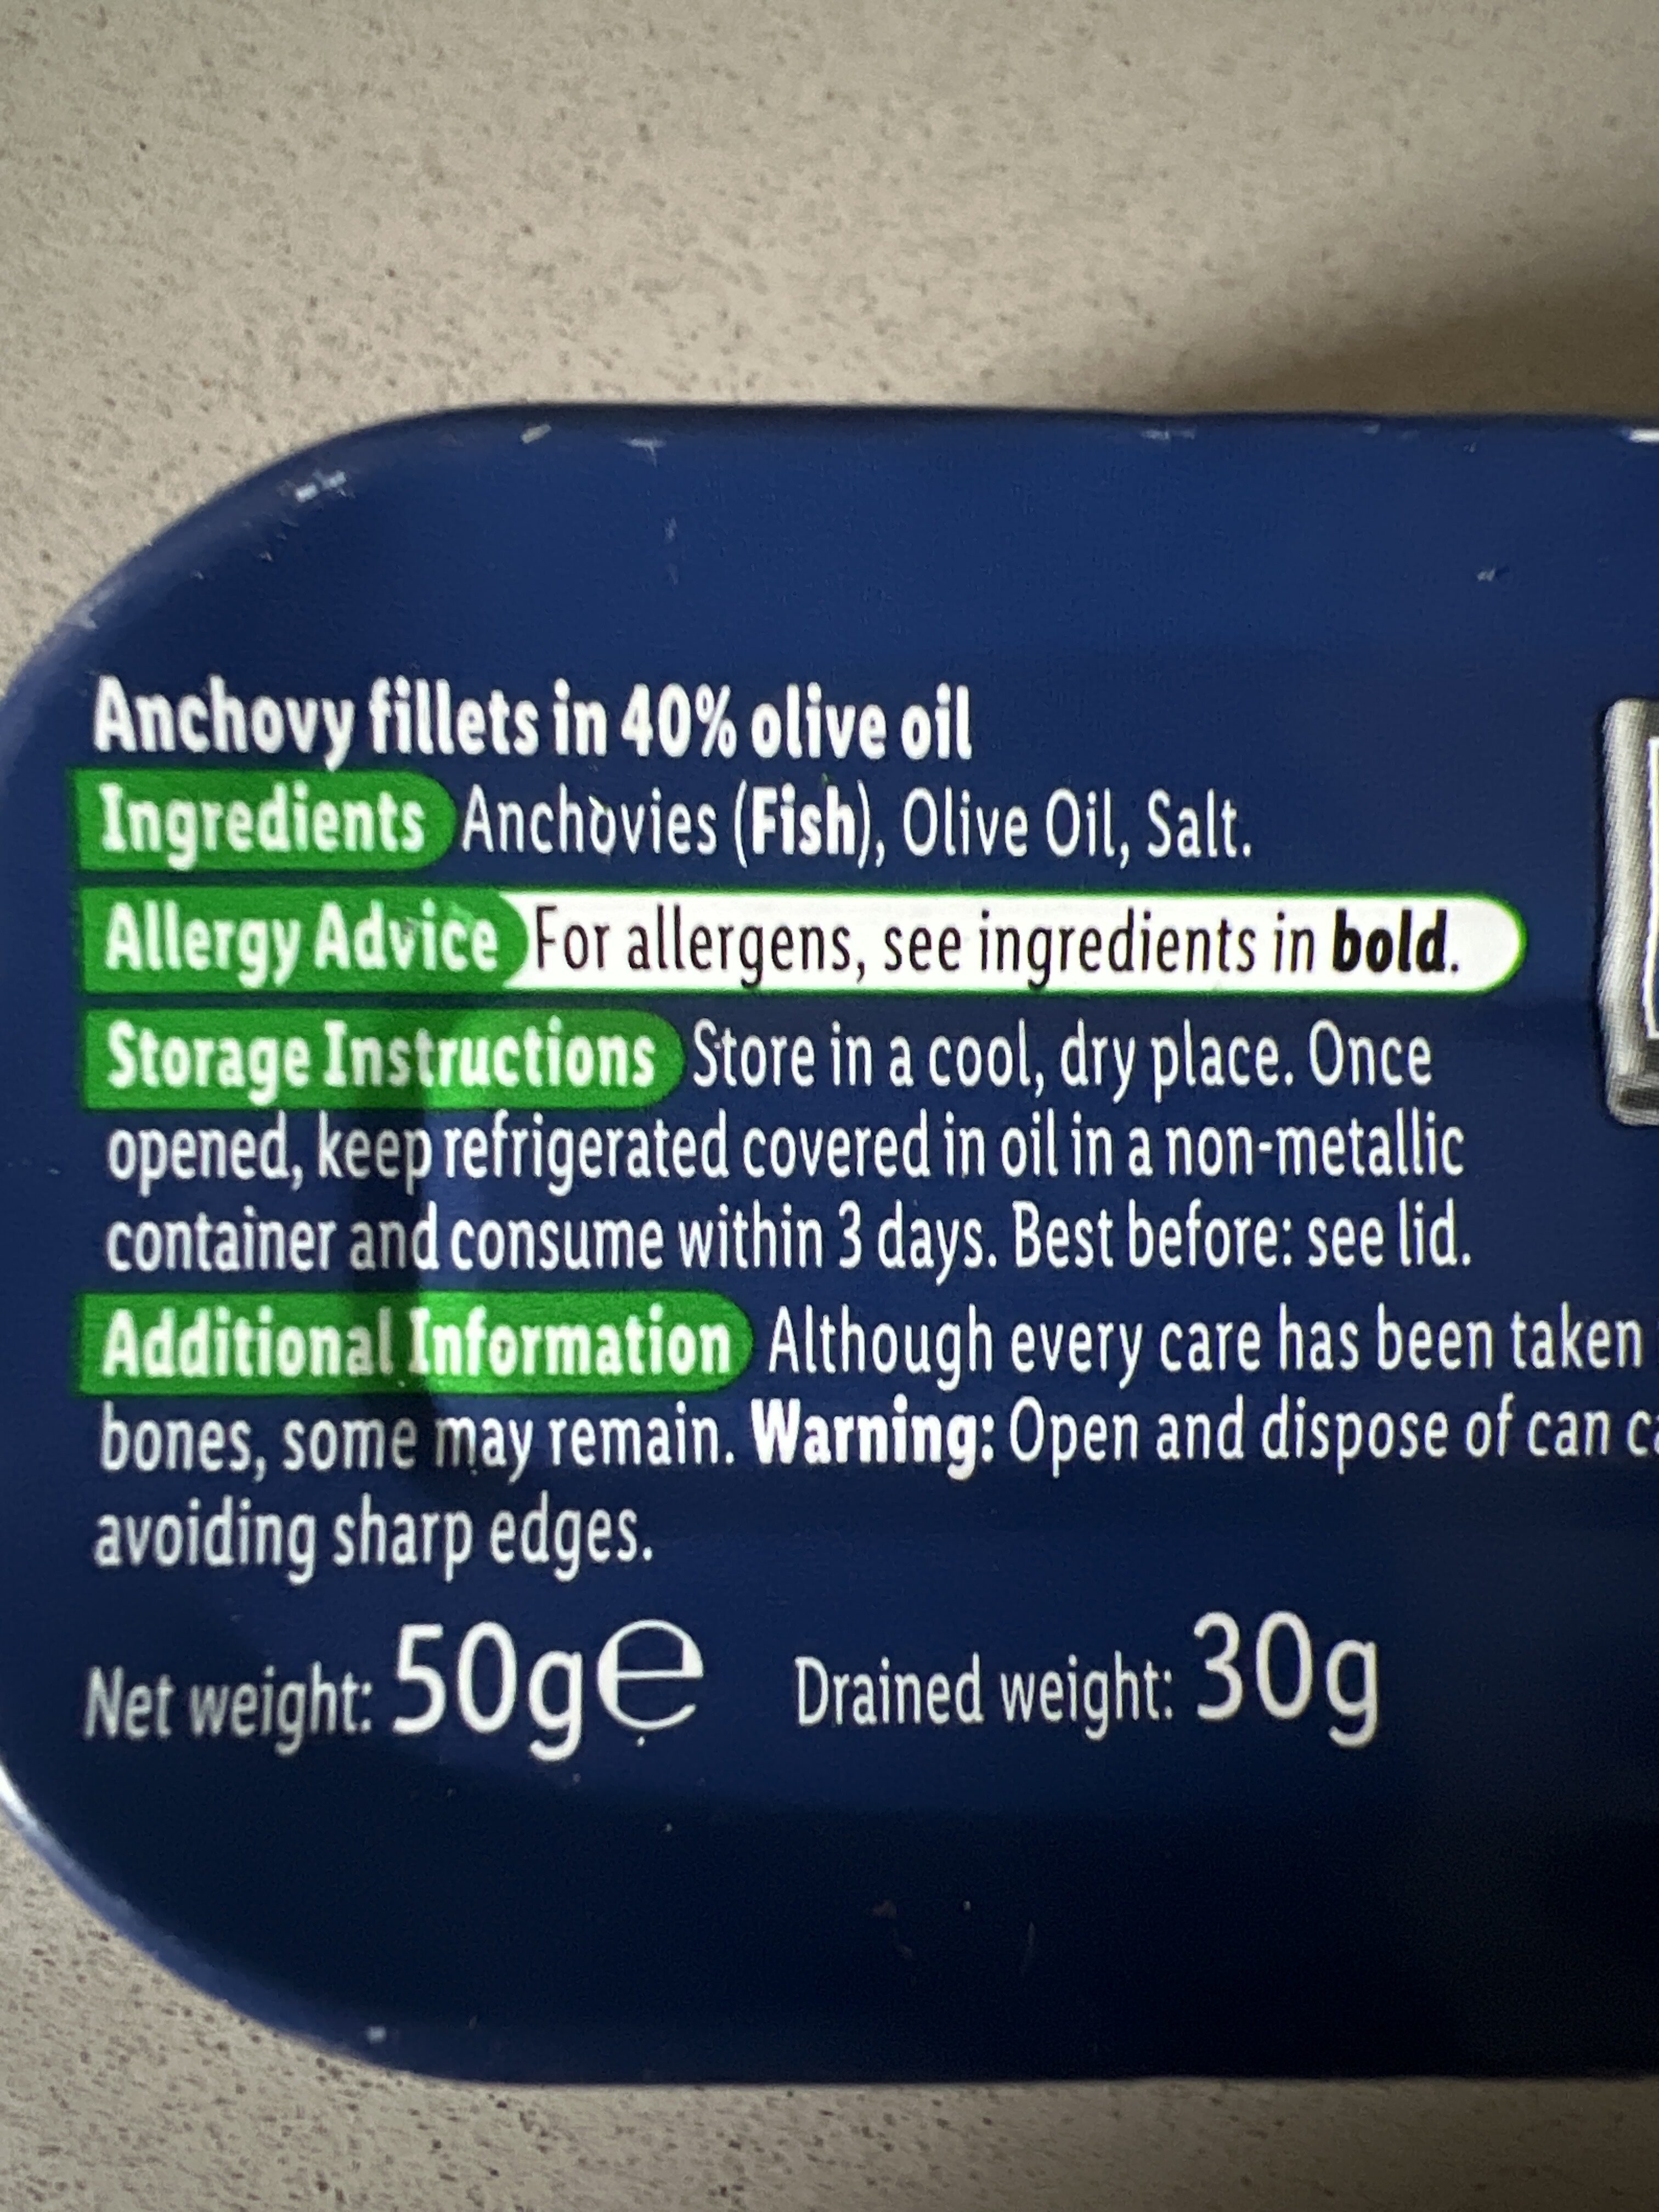 Anchovy fillets in 40% olive oil
Ingredients Anchovies (Fish), Olive Oil, Salt.
Allergy Advice For allergens, see ingredients in bold.
Storage Instructions Store in a cool, dry place. Once
opened, keep refrigerated covered in oil in a non-metallic
container and consume within 3 days. Best before: see lid.
Additional Information Although every care has been taken
bones, some may remain. Warning: Open and dispose of can
avoiding sharp edges.
Net weight: 50g℮ Drained weight: 30g